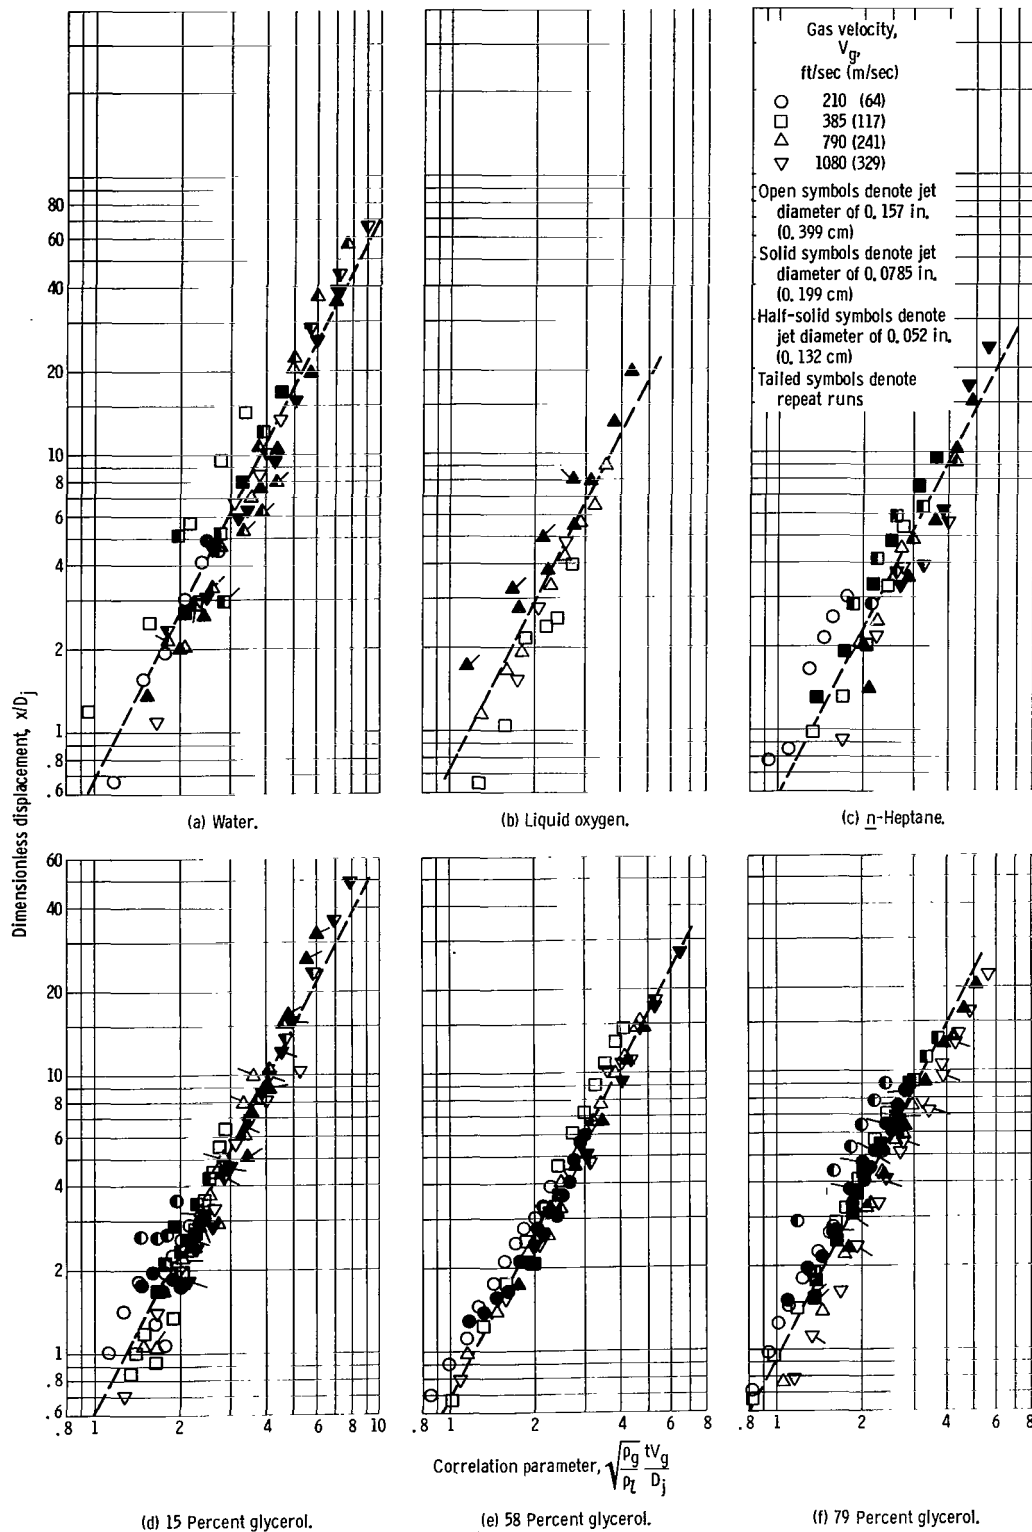 Gas velocity,
Vg,
ft/sec (m/sec)
210 (64)
385 (117)
790 (241)
1080 (329)
Open symbols denote jet
diameter of 0.157 in.
(0.399 cm)
Solid symbols denote jet
diameter of 0.0785 in.
(0.199 cm)
Half-solid symbols denote
jet diameter of 0.052 in.
(0.132 cm)
Tailed symbols denote
repeat runs
80
60
40
20
10
8
6
4
2
1
.8
.6
(a) Water.
(b) Liquid oxygen.
(c) n-Heptane.
Dimensionless displacement, x/Dj
60
40
20
10
8
6
4
2
1
.8
.6
.8 1 2 4 6 8 10
.8 1 2 4 6 8
.8 1 2 4 6 8
Correlation parameter, √(ρg/ρl) tVg/Dj
(d) 15 Percent glycerol.
(e) 58 Percent glycerol.
(f) 79 Percent glycerol.